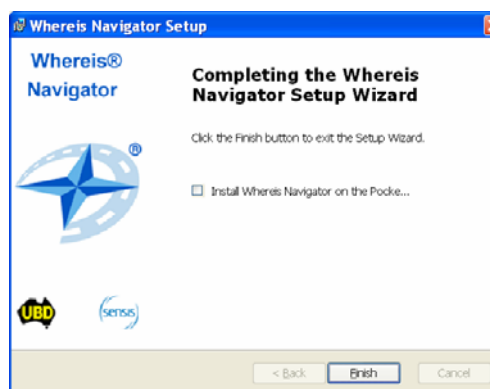 Whereis Navigator Setup
Whereis®
Navigator
Completing the Whereis
Navigator Setup Wizard
Click the Finish button to exit the Setup Wizard.
Install Whereis Navigator on the Pocke...
®
UBD
sensis
< Back
Finish
Cancel